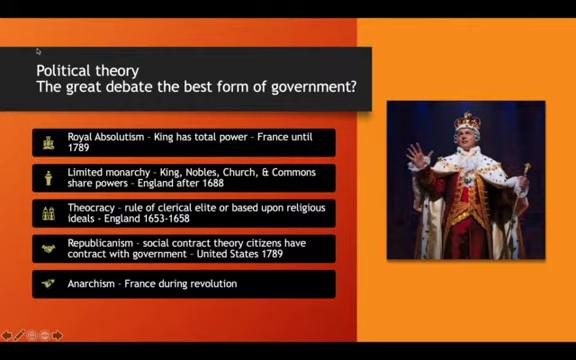 Political theory
The great debate the best form of government?
Royal Absolutism – King has total power – France until
1789
Limited monarchy – King, Nobles, Church, & Commons
share powers – England after 1688
Theocracy – rule of clerical elite or based upon religious
ideals - England 1653-1658
Republicanism – social contract theory citizens have
contract with government – United States 1789
Anarchism – France during revolution